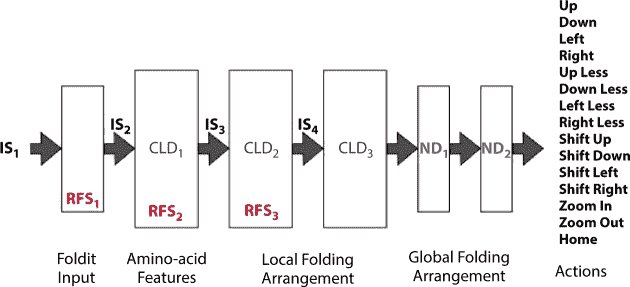 IS1
RFS1
IS2
CLD1
RFS2
IS3
CLD2
RFS3
IS4
CLD3
ND1
ND2
Up
Down
Left
Right
Up Less
Down Less
Left Less
Right Less
Shift Up
Shift Down
Shift Left
Shift Right
Zoom In
Zoom Out
Home
Foldit
Input
Amino-acid
Features
Local Folding
Arrangement
Global Folding
Arrangement
Actions